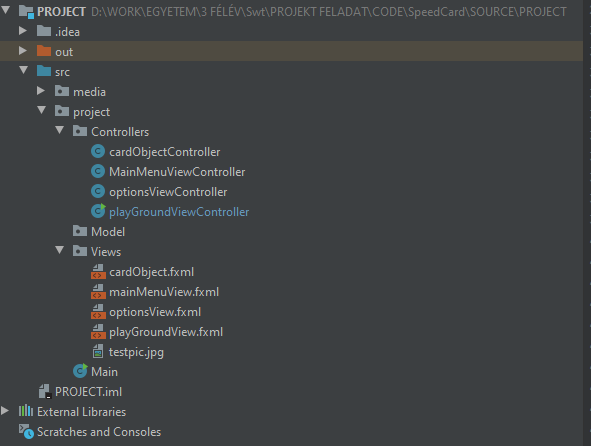 PROJECT D:\WORK\EGYETEM\3 FÉLÉV\Swt\PROJEKT FELADAT\CODE\SpeedCard\SOURCE\PROJECT
.idea
out
src
media
project
Controllers
cardObjectController
MainMenuViewController
optionsViewController
playGroundViewController
Model
Views
cardObject.fxml
mainMenuView.fxml
optionsView.fxml
playGroundView.fxml
testpic.jpg
Main
PROJECT.iml
External Libraries
Scratches and Consoles